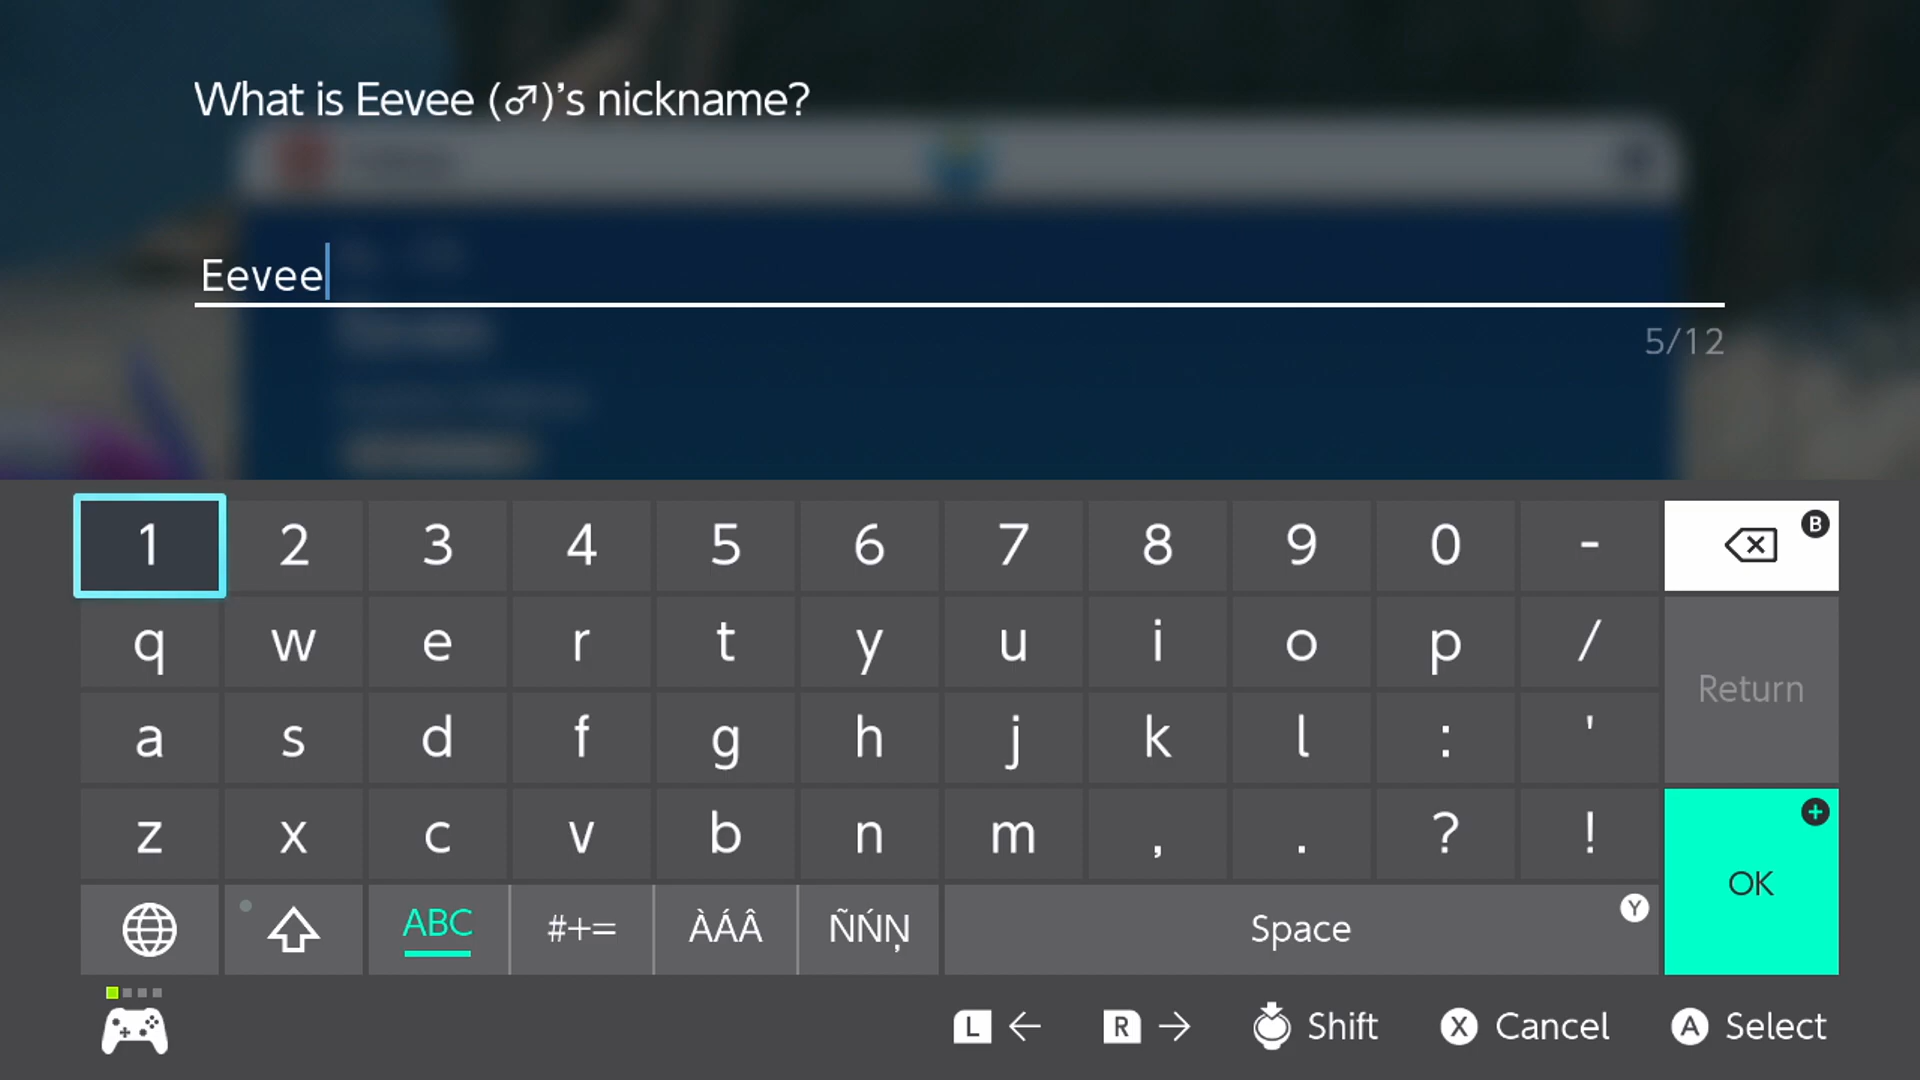 What is Eevee (♂)’s nickname?
Eevee
5/12
1 2 3 4 5 6 7 8 9 0 -
B
q w e r t y u i o p /
Return
a s d f g h j k l : '
z x c v b n m , . ? !
+
OK
ABC #+= ÀÁÂ ÑŃŅ Space Y
L ← R → Shift X Cancel A Select